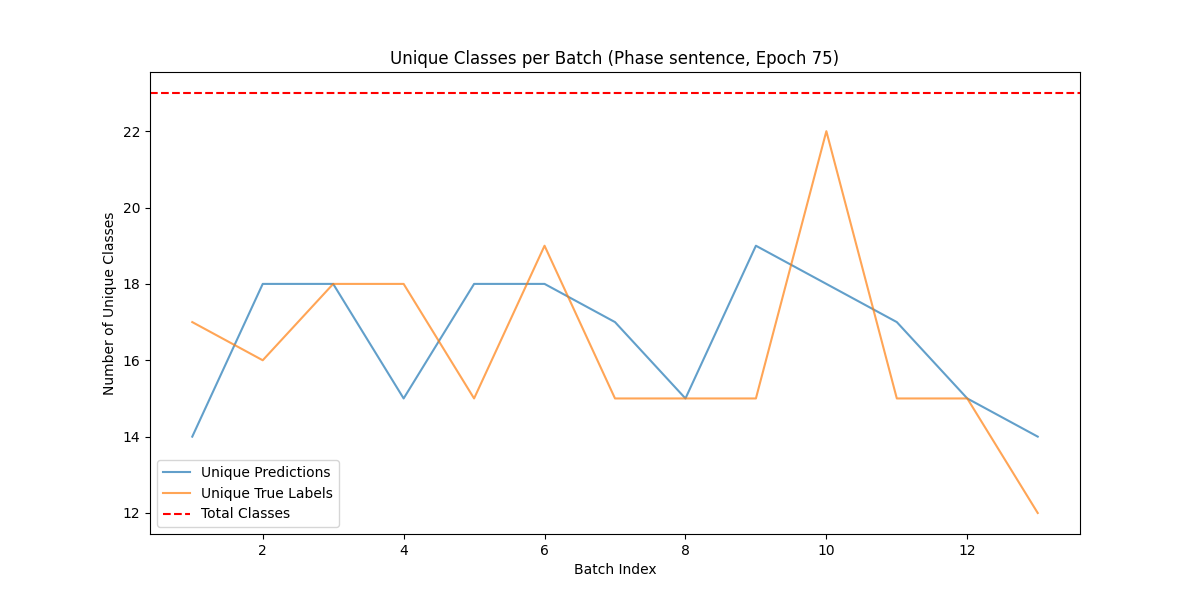 Unique Classes per Batch (Phase sentence, Epoch 75)
Number of Unique Classes
22
20
18
16
14
12
Unique Predictions
Unique True Labels
Total Classes
2 4 6 8 10 12
Batch Index